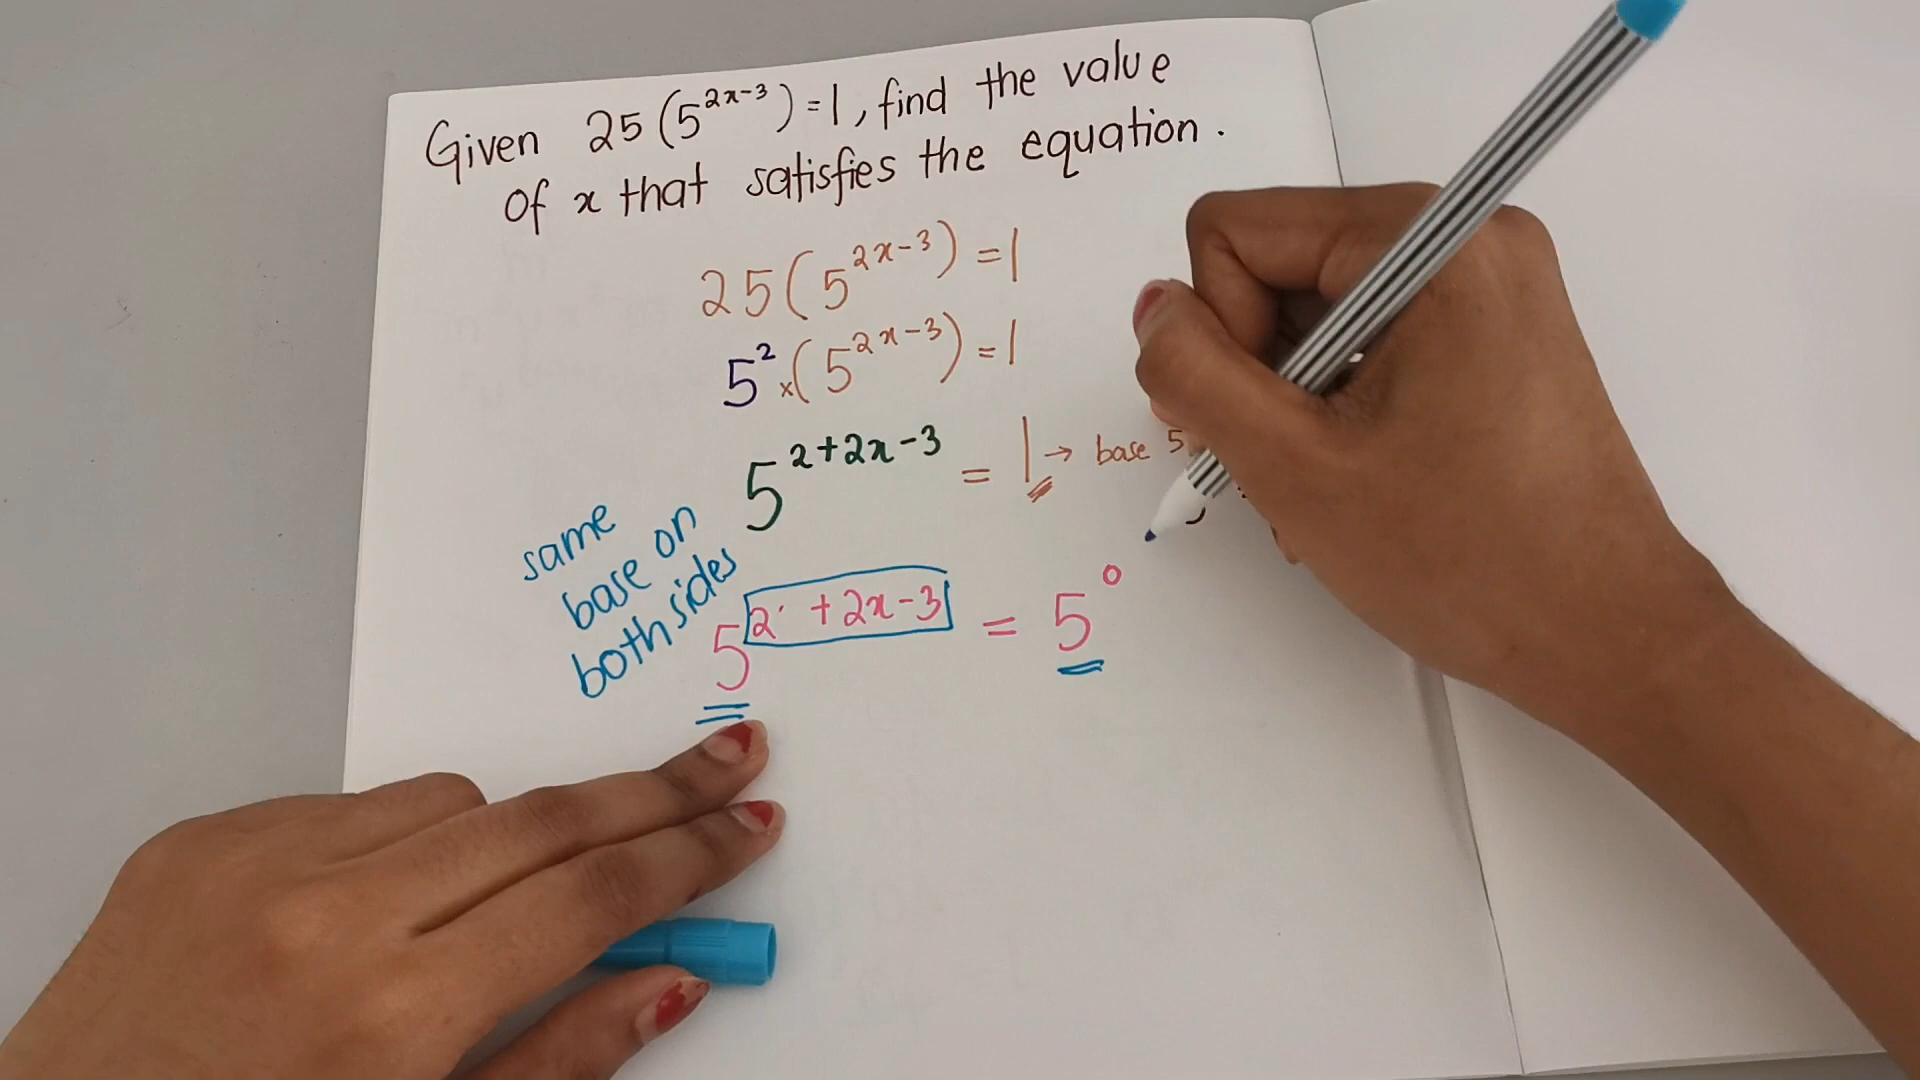 Given 25(5^{2x-3})=1, find the value
of x that satisfies the equation.
25(5^{2x-3})=1
5^2×(5^{2x-3})=1
5^{2+2x-3} = 1 → base 5
same
base on
both sides
5^{2+2x-3} = 5^0